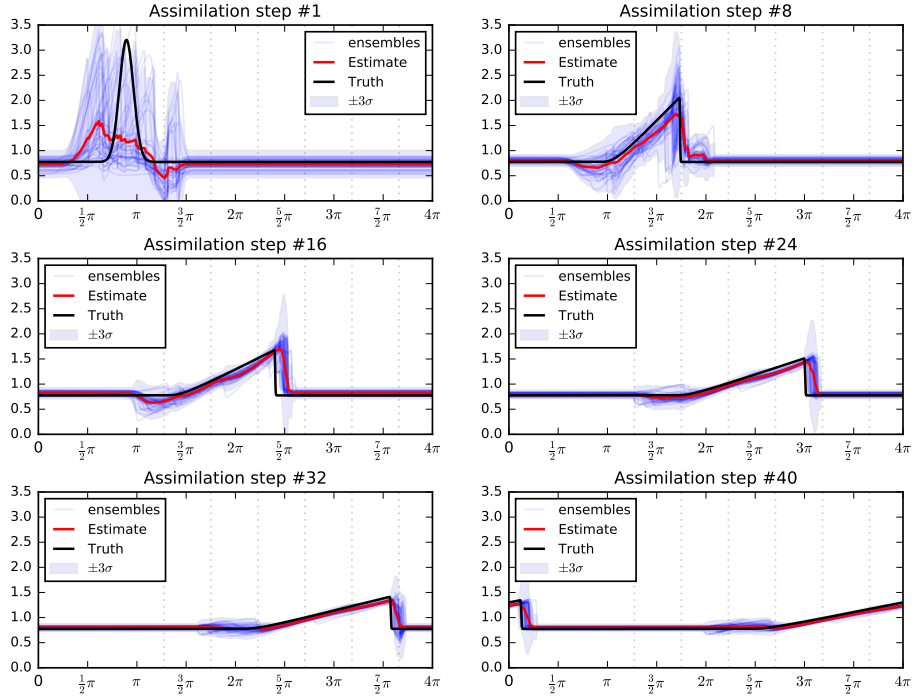 Assimilation step #1
3.5
3.0
2.5
2.0
1.5
1.0
0.5
0.0
ensembles
Estimate
Truth
±3σ
0 1/2π π 3/2π 2π 5/2π 3π 7/2π 4π
Assimilation step #8
3.5
3.0
2.5
2.0
1.5
1.0
0.5
0.0
ensembles
Estimate
Truth
±3σ
0 1/2π π 3/2π 2π 5/2π 3π 7/2π 4π
Assimilation step #16
3.5
3.0
2.5
2.0
1.5
1.0
0.5
0.0
ensembles
Estimate
Truth
±3σ
0 1/2π π 3/2π 2π 5/2π 3π 7/2π 4π
Assimilation step #24
3.5
3.0
2.5
2.0
1.5
1.0
0.5
0.0
ensembles
Estimate
Truth
±3σ
0 1/2π π 3/2π 2π 5/2π 3π 7/2π 4π
Assimilation step #32
3.5
3.0
2.5
2.0
1.5
1.0
0.5
0.0
ensembles
Estimate
Truth
±3σ
0 1/2π π 3/2π 2π 5/2π 3π 7/2π 4π
Assimilation step #40
3.5
3.0
2.5
2.0
1.5
1.0
0.5
0.0
ensembles
Estimate
Truth
±3σ
0 1/2π π 3/2π 2π 5/2π 3π 7/2π 4π